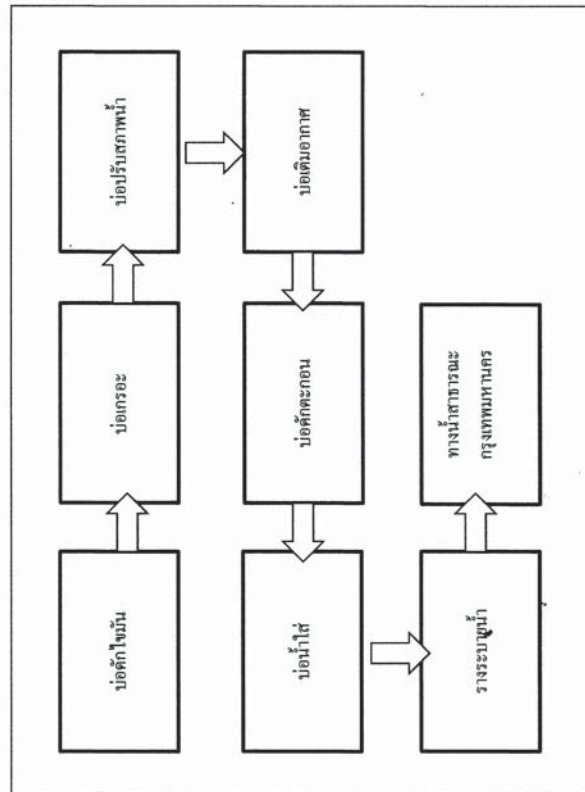 บ่อดักไขมัน
บ่อเกรอะ
บ่อปรับสภาพน้ำ
บ่อเติมอากาศ
บ่อดักตะกอน
บ่อน้ำใส่
รางระบายน้ำ
ทางน้ำสาธารณะ
กรุงเทพมหานคร